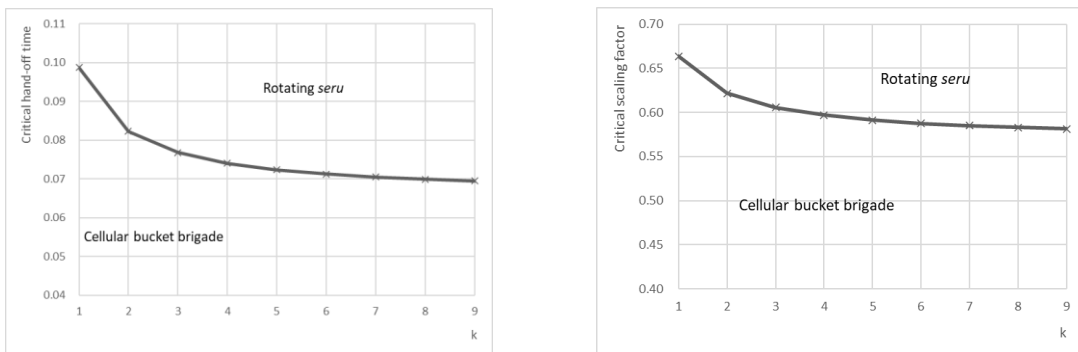 Critical hand-off time
0.11
0.10
0.09
0.08
0.07
0.06
0.05
0.04
Rotating seru
Cellular bucket brigade
1 2 3 4 5 6 7 8 9
k
Critical scaling factor
0.70
0.65
0.60
0.55
0.50
0.45
0.40
Rotating seru
Cellular bucket brigade
1 2 3 4 5 6 7 8 9
k